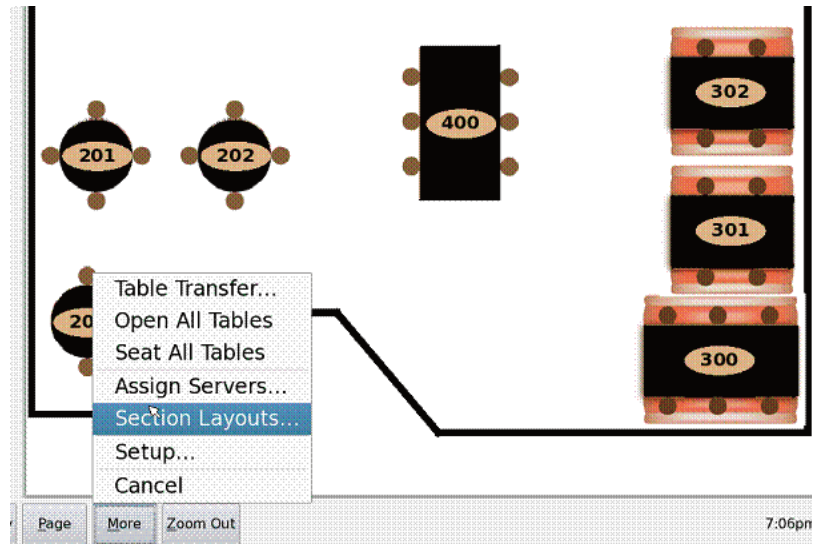 302
400
201
202
301
300
20
Table Transfer...
Open All Tables
Seat All Tables
Assign Servers...
Section Layouts...
Setup...
Cancel
Page More Zoom Out 7:06pm